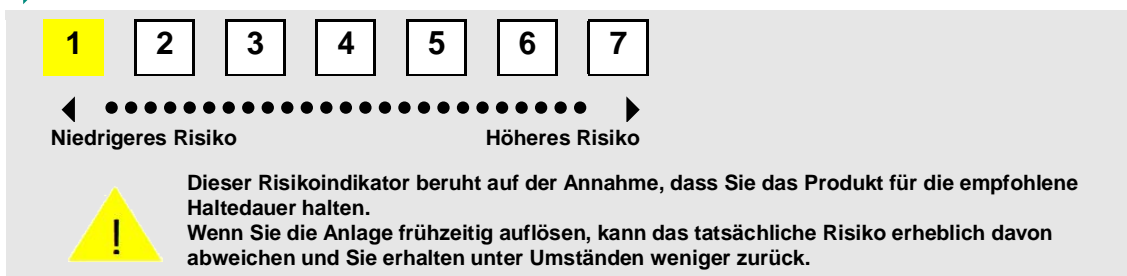 1 2 3 4 5 6 7
Niedrigeres Risiko Höheres Risiko
Dieser Risikoindikator beruht auf der Annahme, dass Sie das Produkt für die empfohlene
Haltedauer halten.
!
Wenn Sie die Anlage frühzeitig auflösen, kann das tatsächliche Risiko erheblich davon
abweichen und Sie erhalten unter Umständen weniger zurück.